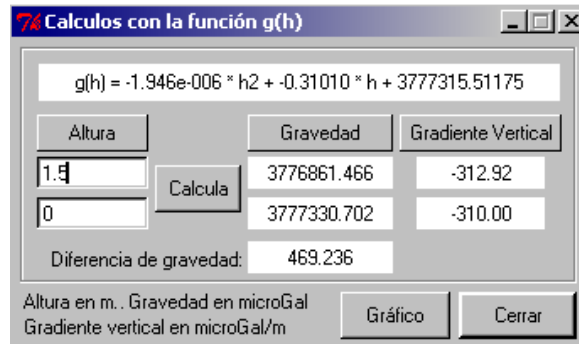 Calculos con la función g(h)
g(h) = -1.946e-006 * h2 + -0.31010 * h + 3777315.51175
Altura Gravedad Gradiente Vertical
1.5 Calcula 3776861.466 -312.92
0 3777330.702 -310.00
Diferencia de gravedad: 469.236
Altura en m.. Gravedad en microGal
Gradiente vertical en microGal/m
Gráfico Cerrar